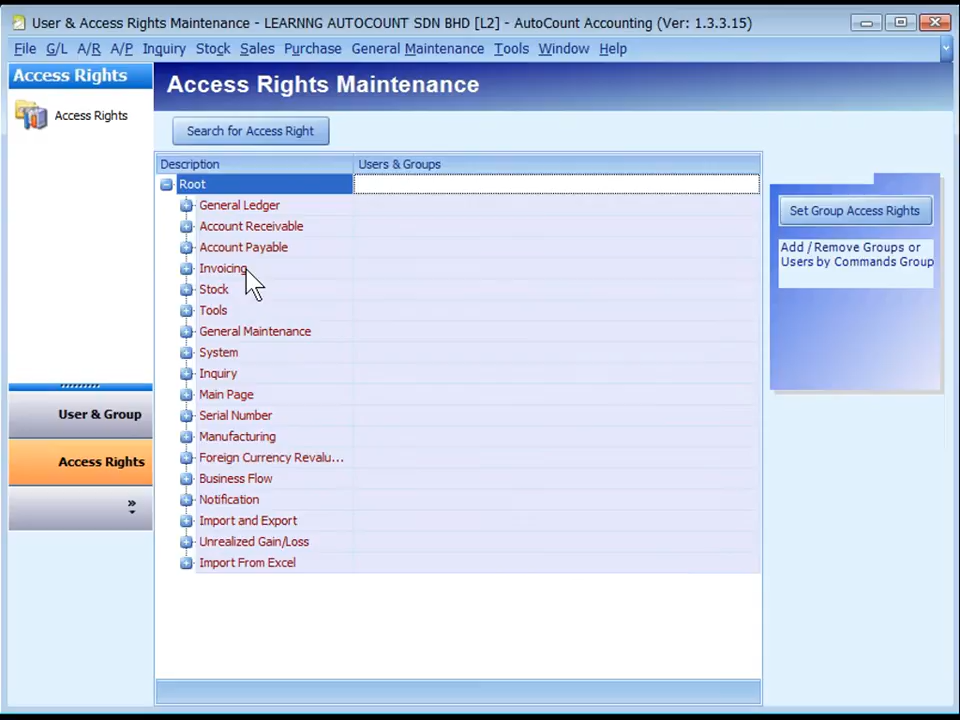 User & Access Rights Maintenance - LEARNNG AUTOCOUNT SDN BHD [L2] - AutoCount Accounting (Ver: 1.3.3.15)
File G/L A/R A/P Inquiry Stock Sales Purchase General Maintenance Tools Window Help
Access Rights
Access Rights
User & Group
Access Rights
Access Rights Maintenance
Search for Access Right
Description Users & Groups
Root
General Ledger
Account Receivable
Account Payable
Invoicing
Stock
Tools
General Maintenance
System
Inquiry
Main Page
Serial Number
Manufacturing
Foreign Currency Revalu...
Business Flow
Notification
Import and Export
Unrealized Gain/Loss
Import From Excel
Set Group Access Rights
Add / Remove Groups or
Users by Commands Group